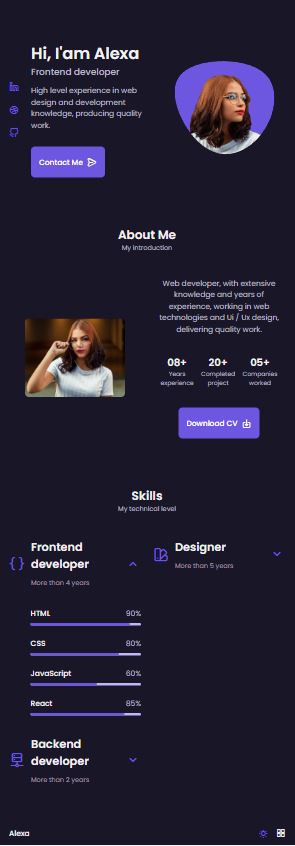 Hi, I'am Alexa
Frontend developer
High level experience in web
design and development
knowledge, producing quality
work.
Contact Me
About Me
My introduction
Web developer, with extensive
knowledge and years of
experience, working in web
technologies and Ui / Ux design,
delivering quality work.
08+ 20+ 05+
Years Completed Companies
experience project worked
Download CV
Skills
My technical level
Frontend
developer
More than 4 years
HTML 90%
CSS 80%
JavaScript 60%
React 85%
Backend
developer
More than 2 years
Designer
More than 5 years
Alexa